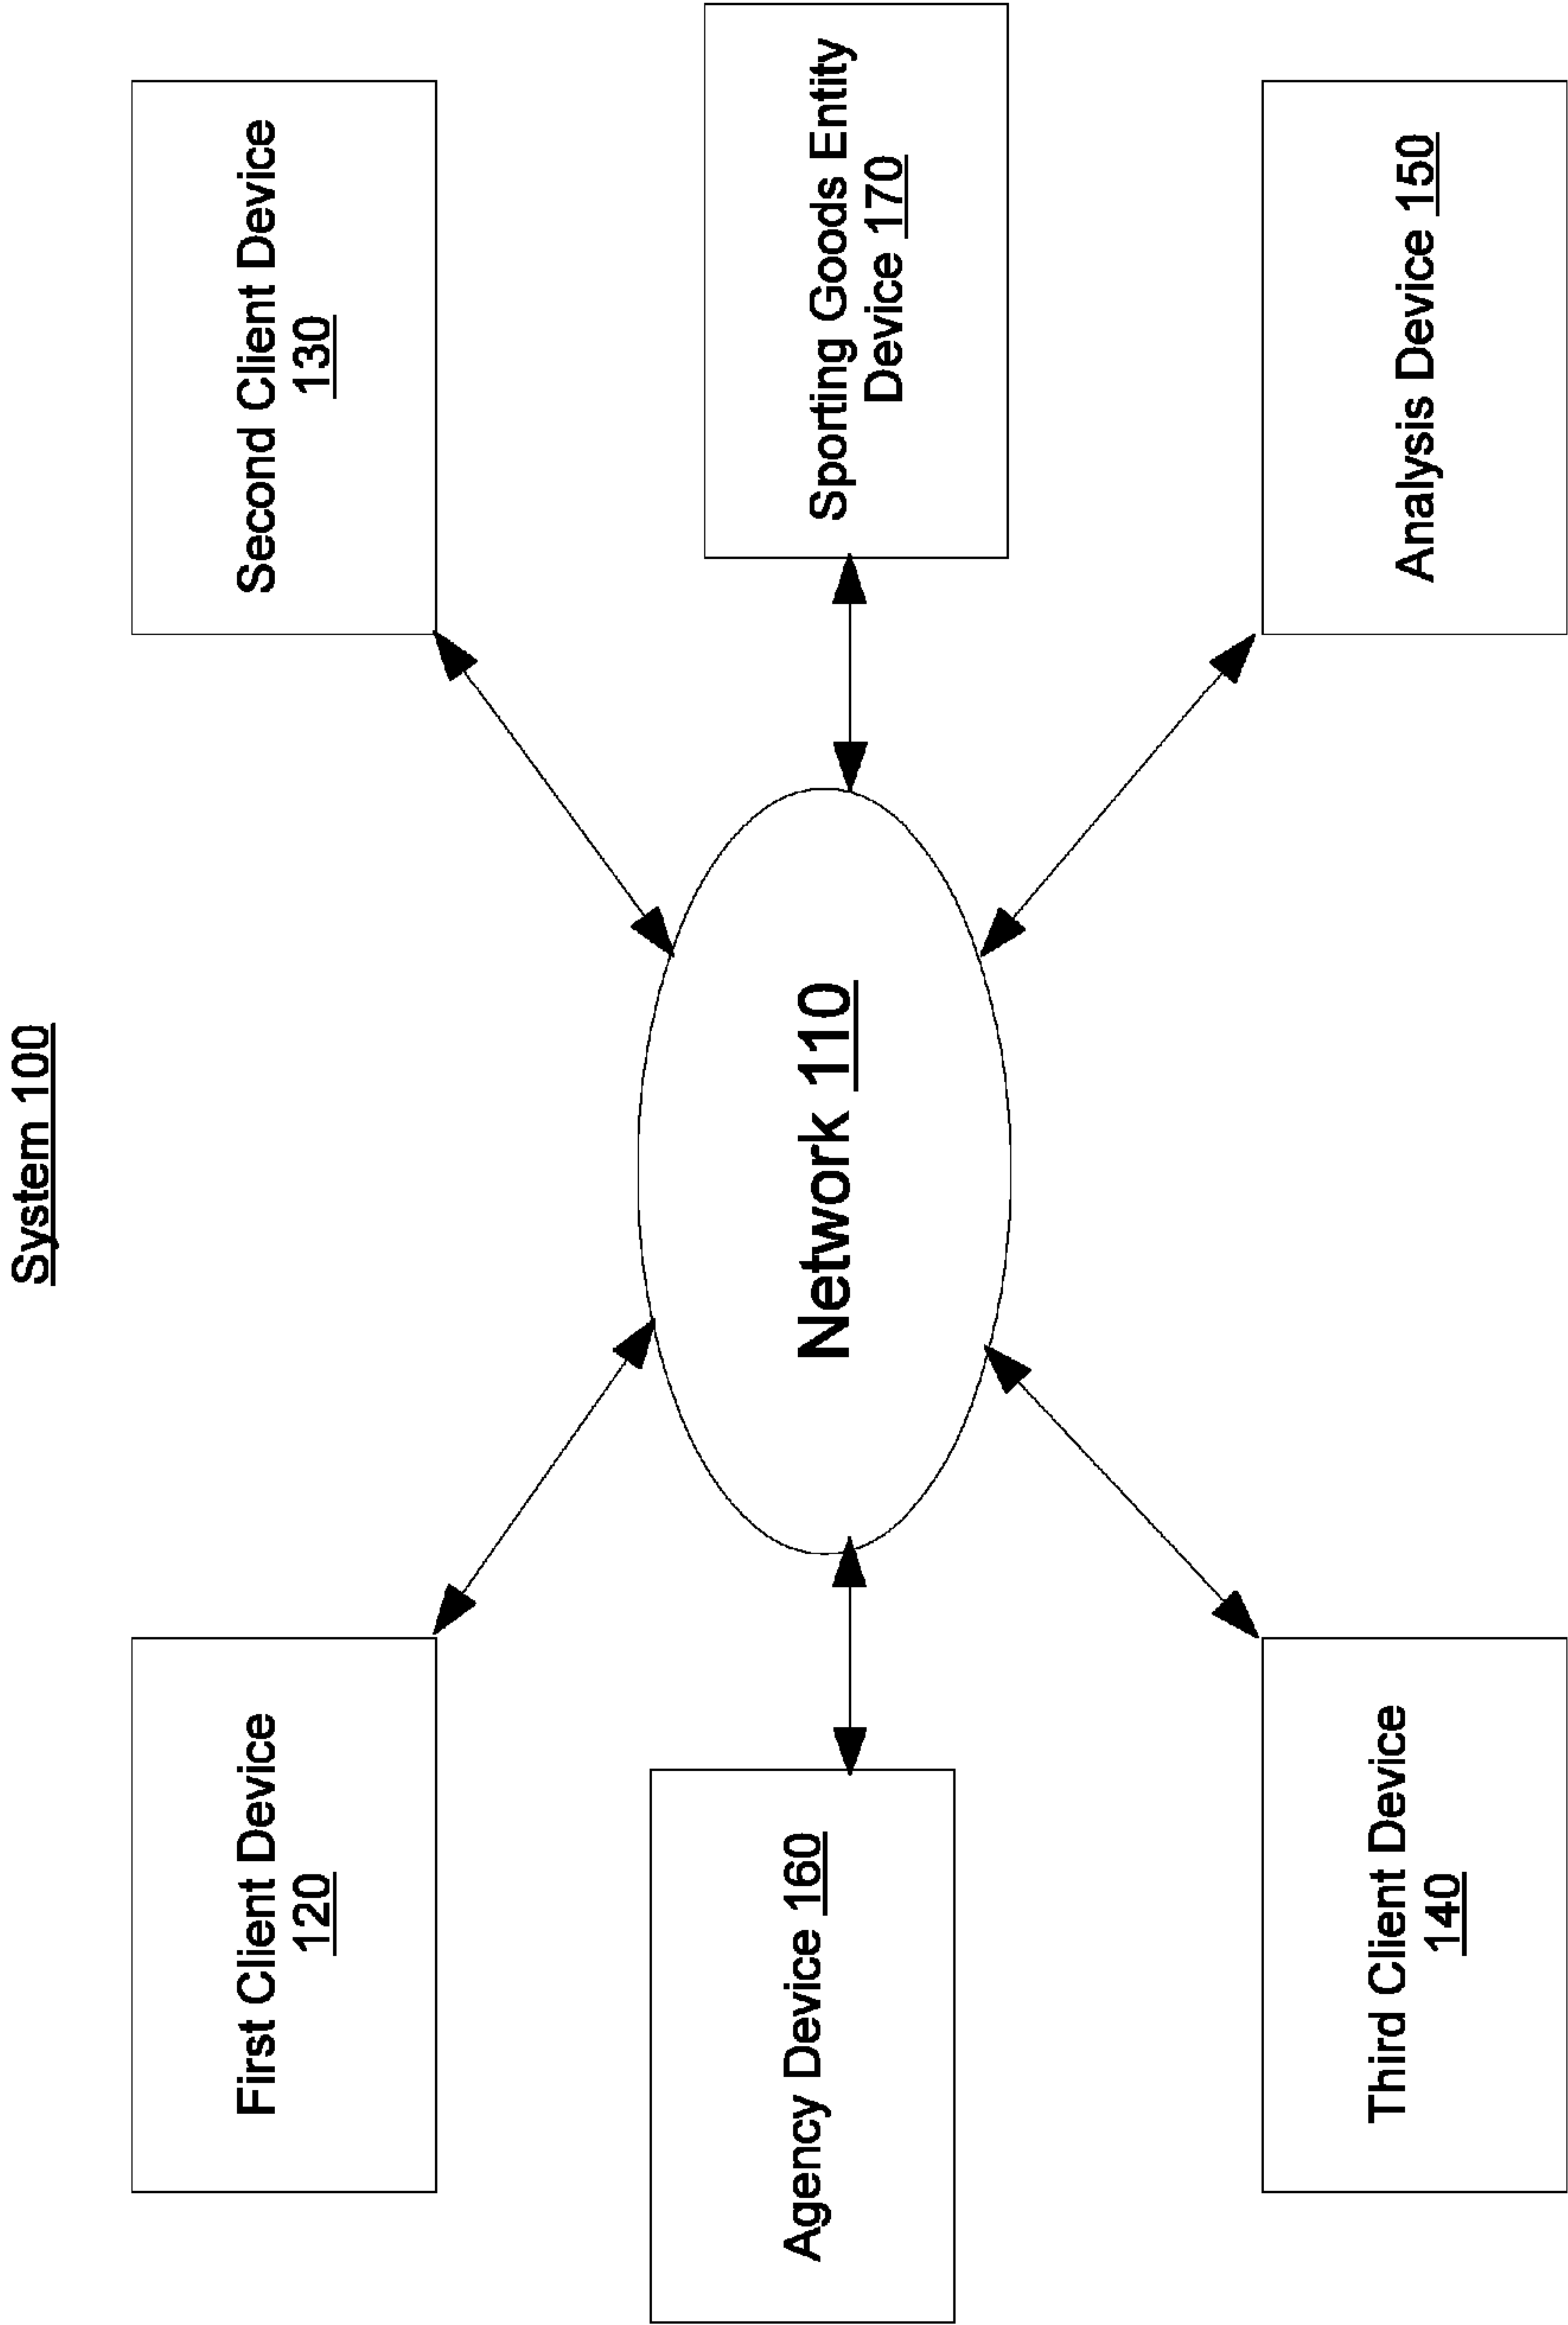 System 100
First Client Device
120
Second Client Device
130
Agency Device 160
Network 110
Sporting Goods Entity
Device 170
Third Client Device
140
Analysis Device 150